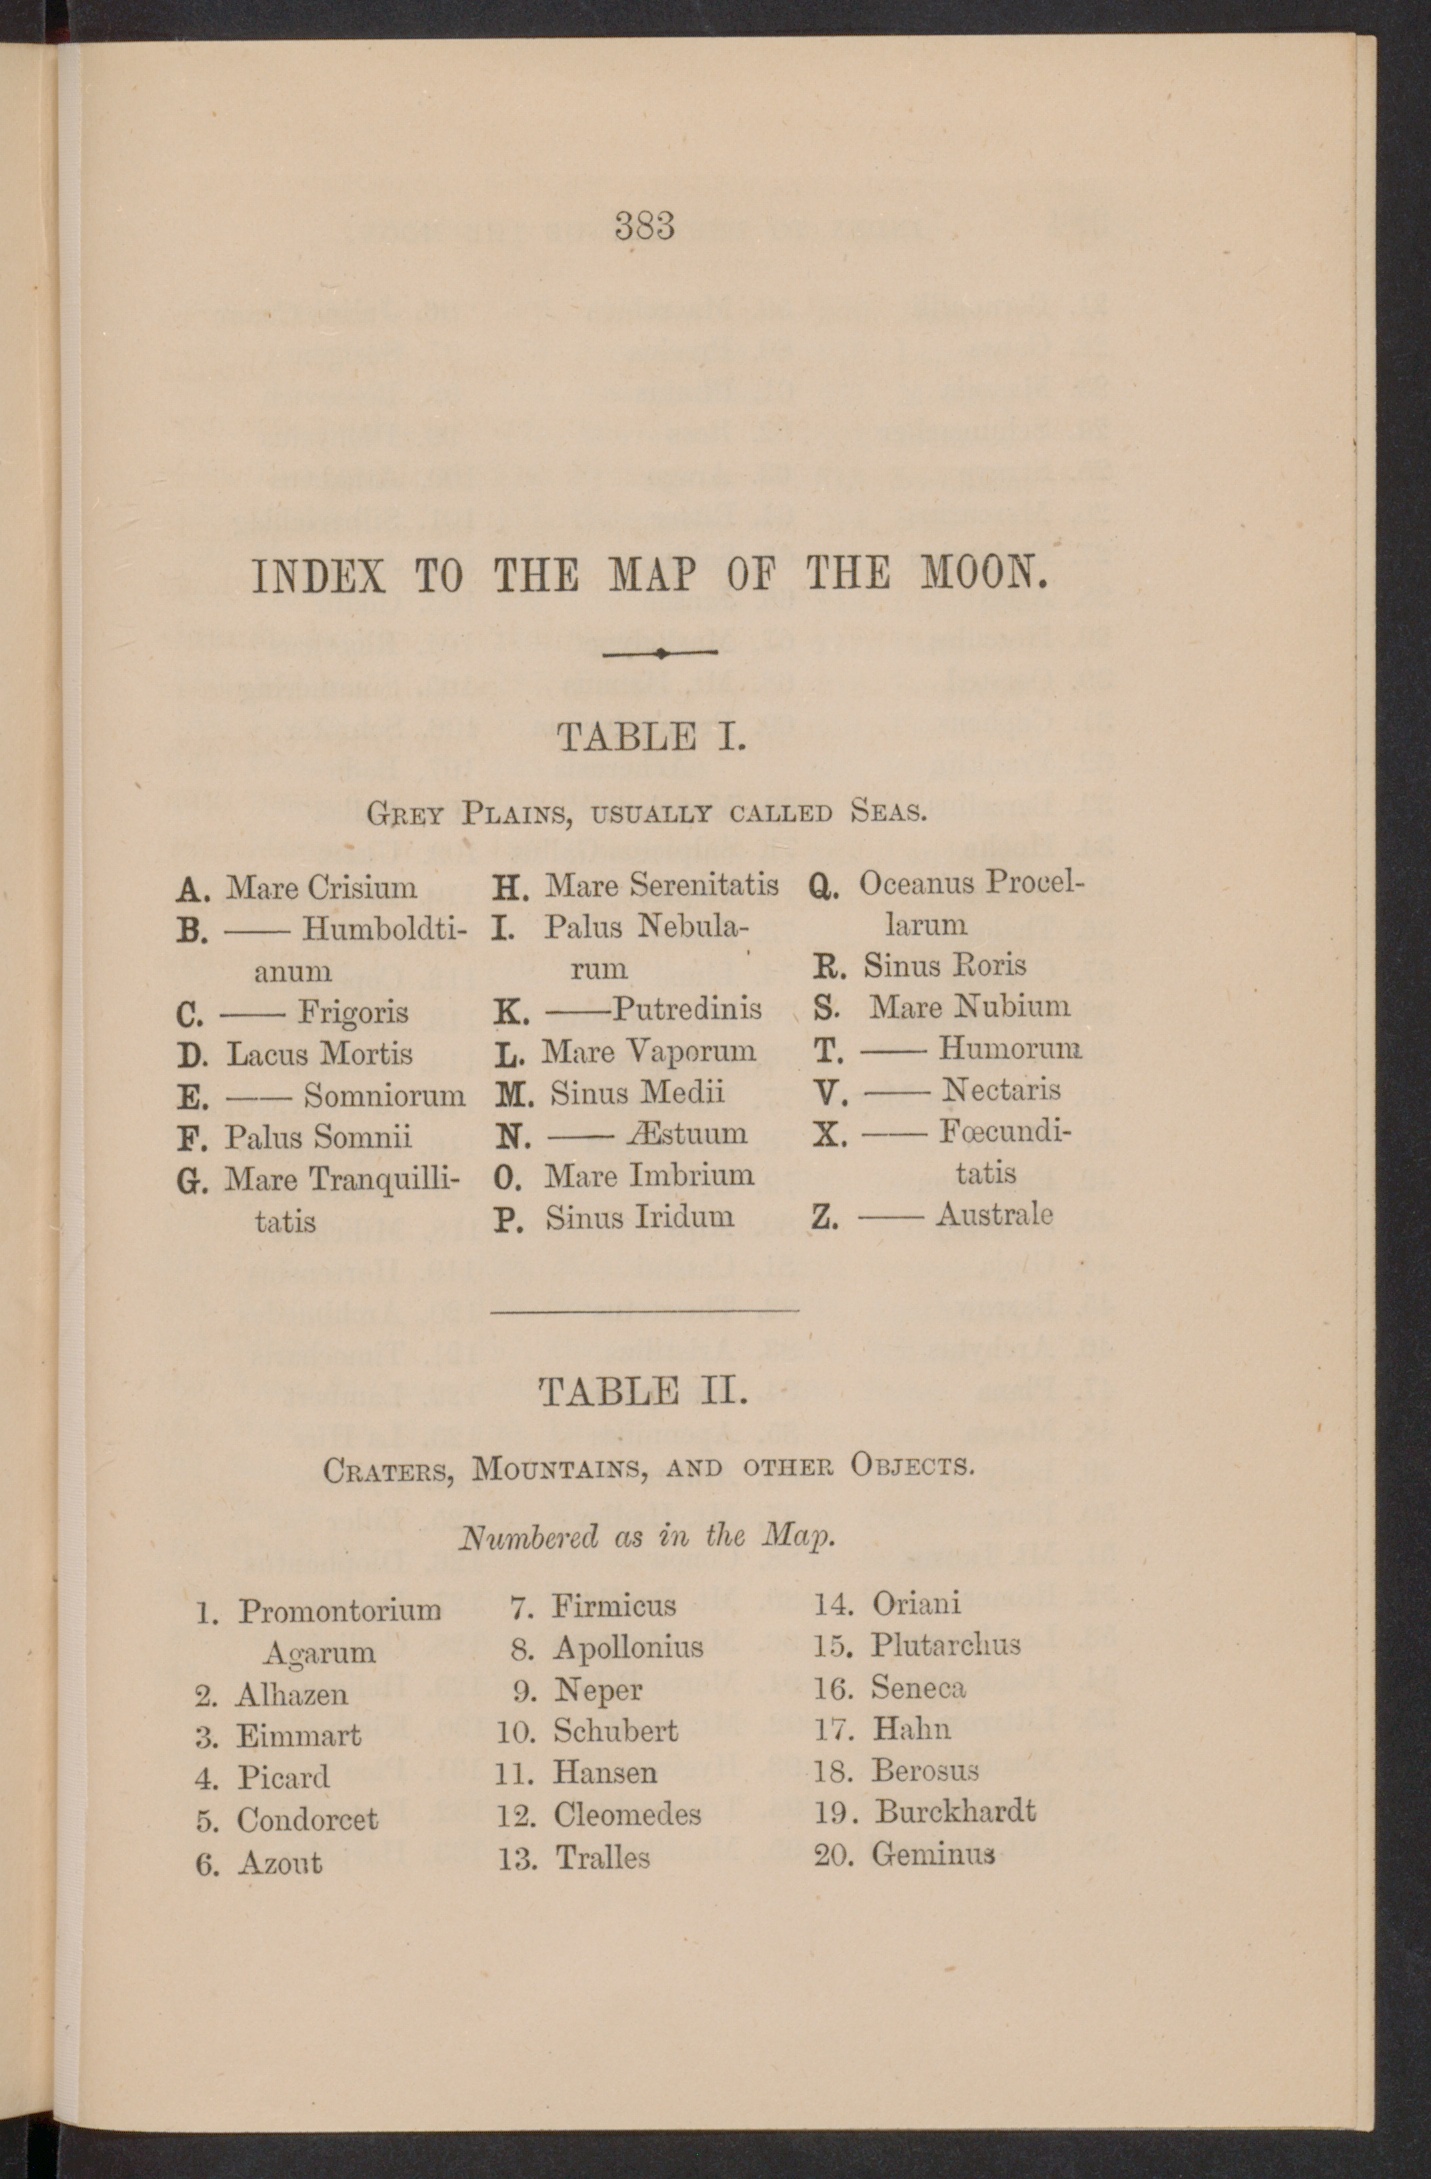 383
INDEX TO THE MAP OF THE MOON.
TABLE I.
GREY PLAINS, USUALLY CALLED SEAS.
A. Mare Crisium
B. —— Humboldti-
anum
C. —— Frigoris
D. Lacus Mortis
E. —— Somniorum
F. Palus Somnii
G. Mare Tranquilli-
tatis
H. Mare Serenitatis
I. Palus Nebula-
rum
K. ——Putredinis
L. Mare Vaporum
M. Sinus Medii
N. —— Æstuum
O. Mare Imbrium
P. Sinus Iridum
Q. Oceanus Procel-
larum
R. Sinus Roris
S. Mare Nubium
T. —— Humorum
V. —— Nectaris
X. —— Fœcundi-
tatis
Z. —— Australe
TABLE II.
CRATERS, MOUNTAINS, AND OTHER OBJECTS.
Numbered as in the Map.
1. Promontorium
Agarum
2. Alhazen
3. Eimmart
4. Picard
5. Condorcet
6. Azout
7. Firmicus
8. Apollonius
9. Neper
10. Schubert
11. Hansen
12. Cleomedes
13. Tralles
14. Oriani
15. Plutarchus
16. Seneca
17. Hahn
18. Berosus
19. Burckhardt
20. Geminus